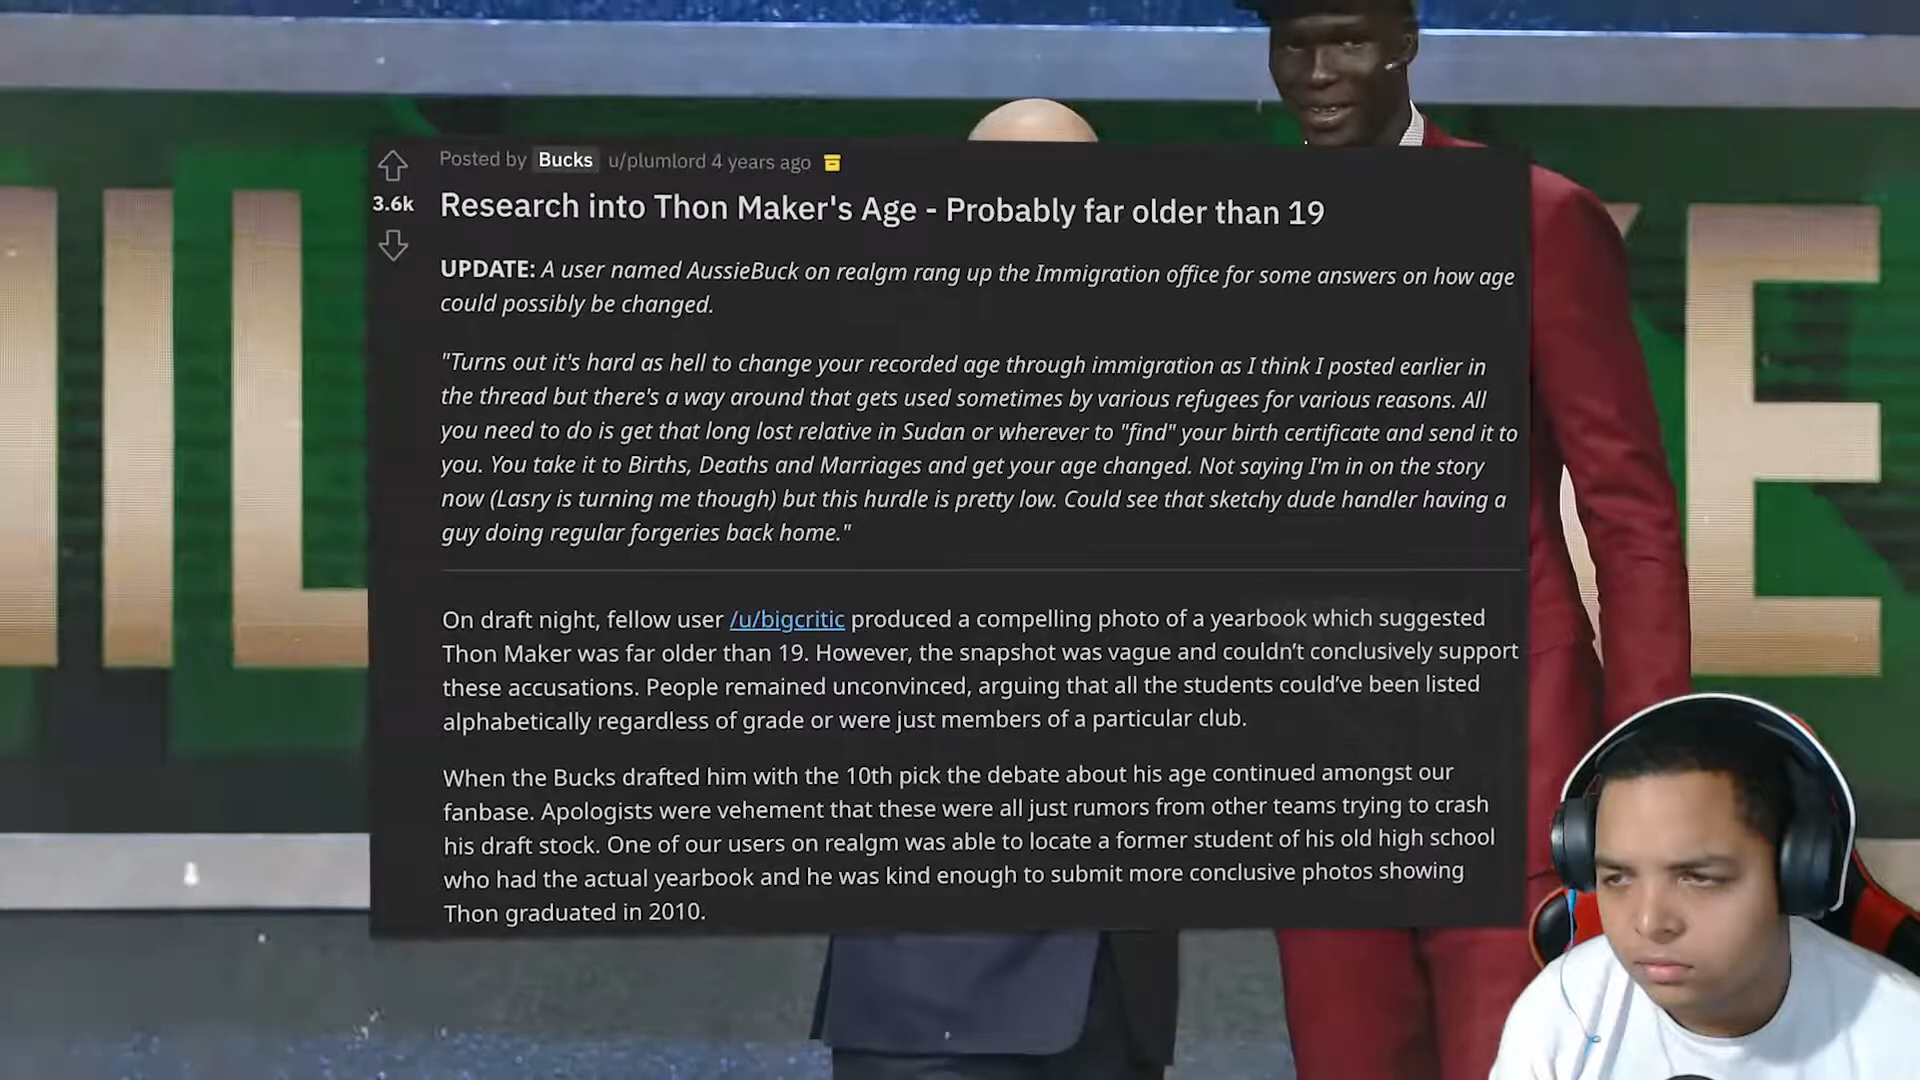 Posted by Bucks u/plumlord 4 years ago
3.6k
Research into Thon Maker's Age - Probably far older than 19
UPDATE: A user named AussieBuck on realgm rang up the Immigration office for some answers on how age
could possibly be changed.
"Turns out it's hard as hell to change your recorded age through immigration as I think I posted earlier in
the thread but there's a way around that gets used sometimes by various refugees for various reasons. All
you need to do is get that long lost relative in Sudan or wherever to "find" your birth certificate and send it to
you. You take it to Births, Deaths and Marriages and get your age changed. Not saying I'm in on the story
now (Lasry is turning me though) but this hurdle is pretty low. Could see that sketchy dude handler having a
guy doing regular forgeries back home."
On draft night, fellow user /u/bigcritic produced a compelling photo of a yearbook which suggested
Thon Maker was far older than 19. However, the snapshot was vague and couldn't conclusively support
these accusations. People remained unconvinced, arguing that all the students could've been listed
alphabetically regardless of grade or were just members of a particular club.
When the Bucks drafted him with the 10th pick the debate about his age continued amongst our
fanbase. Apologists were vehement that these were all just rumors from other teams trying to crash
his draft stock. One of our users on realgm was able to locate a former student of his old high school
who had the actual yearbook and he was kind enough to submit more conclusive photos showing
Thon graduated in 2010.